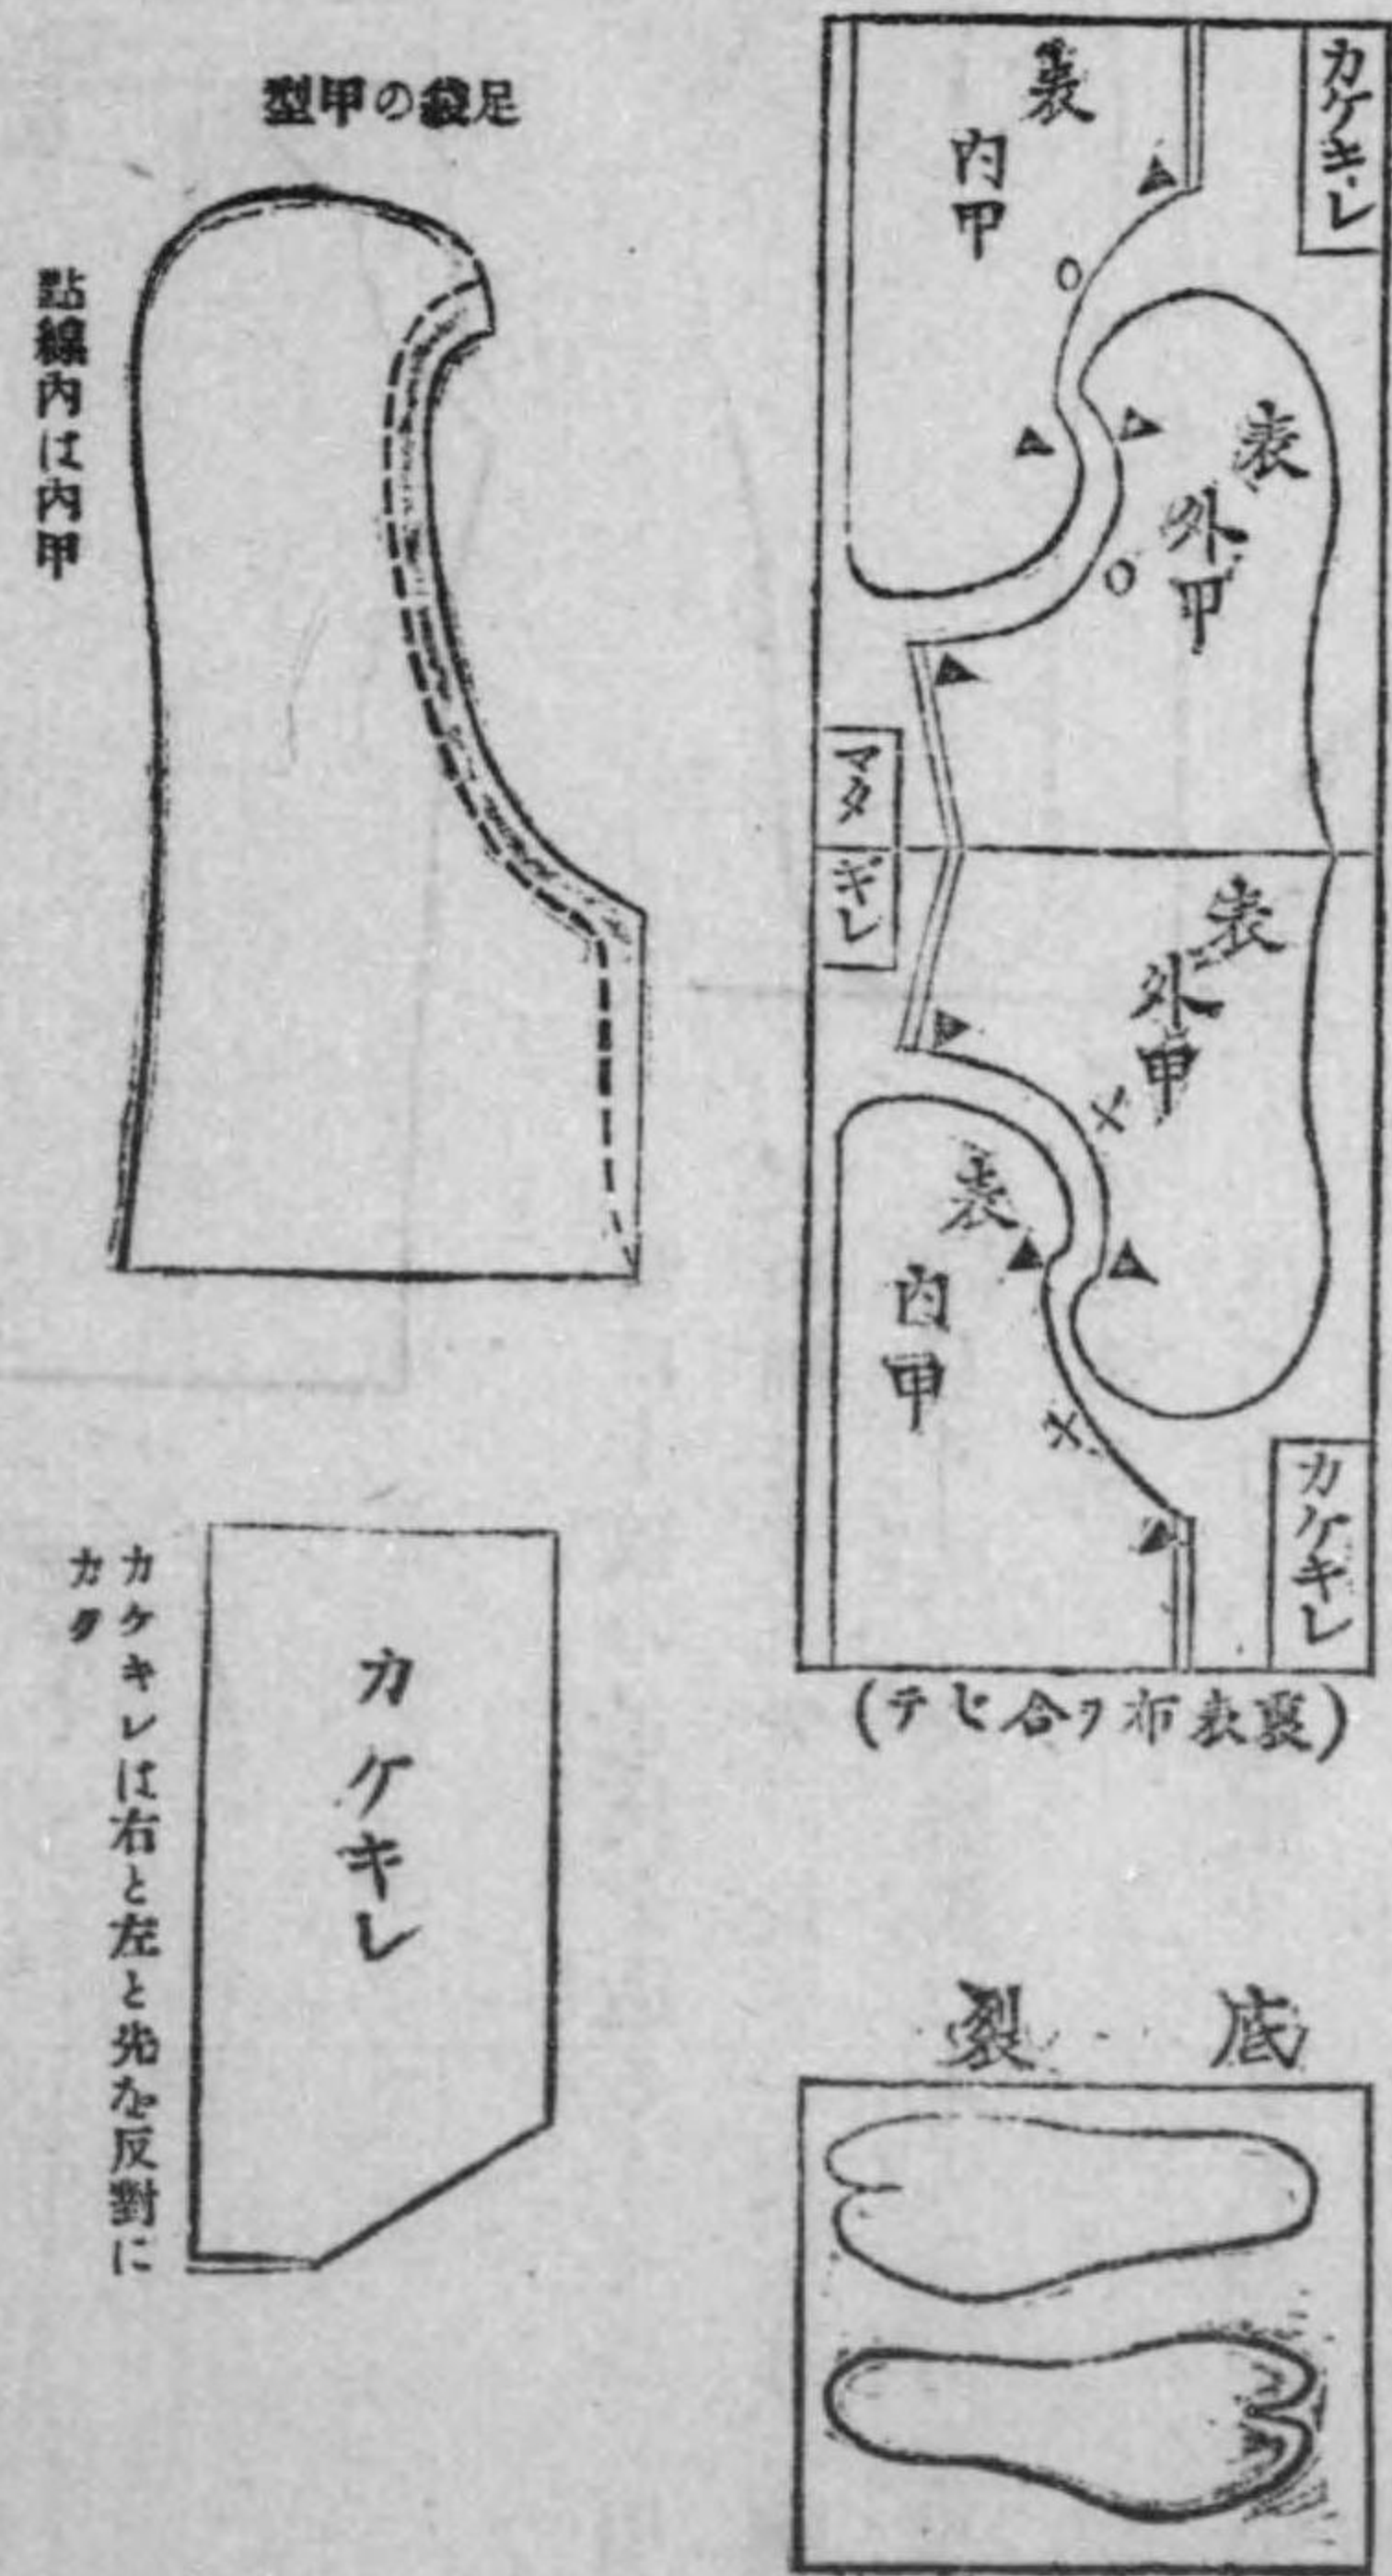 カケキレ
表
内甲
表
外甲
マタギレ
表
外甲
表
内甲
カケキレ
(裏表布ヲ合セテ)
底裂
足袋の甲型
點線内は内甲
カケキレ
カケキレは右と左と先を反對に
カタ